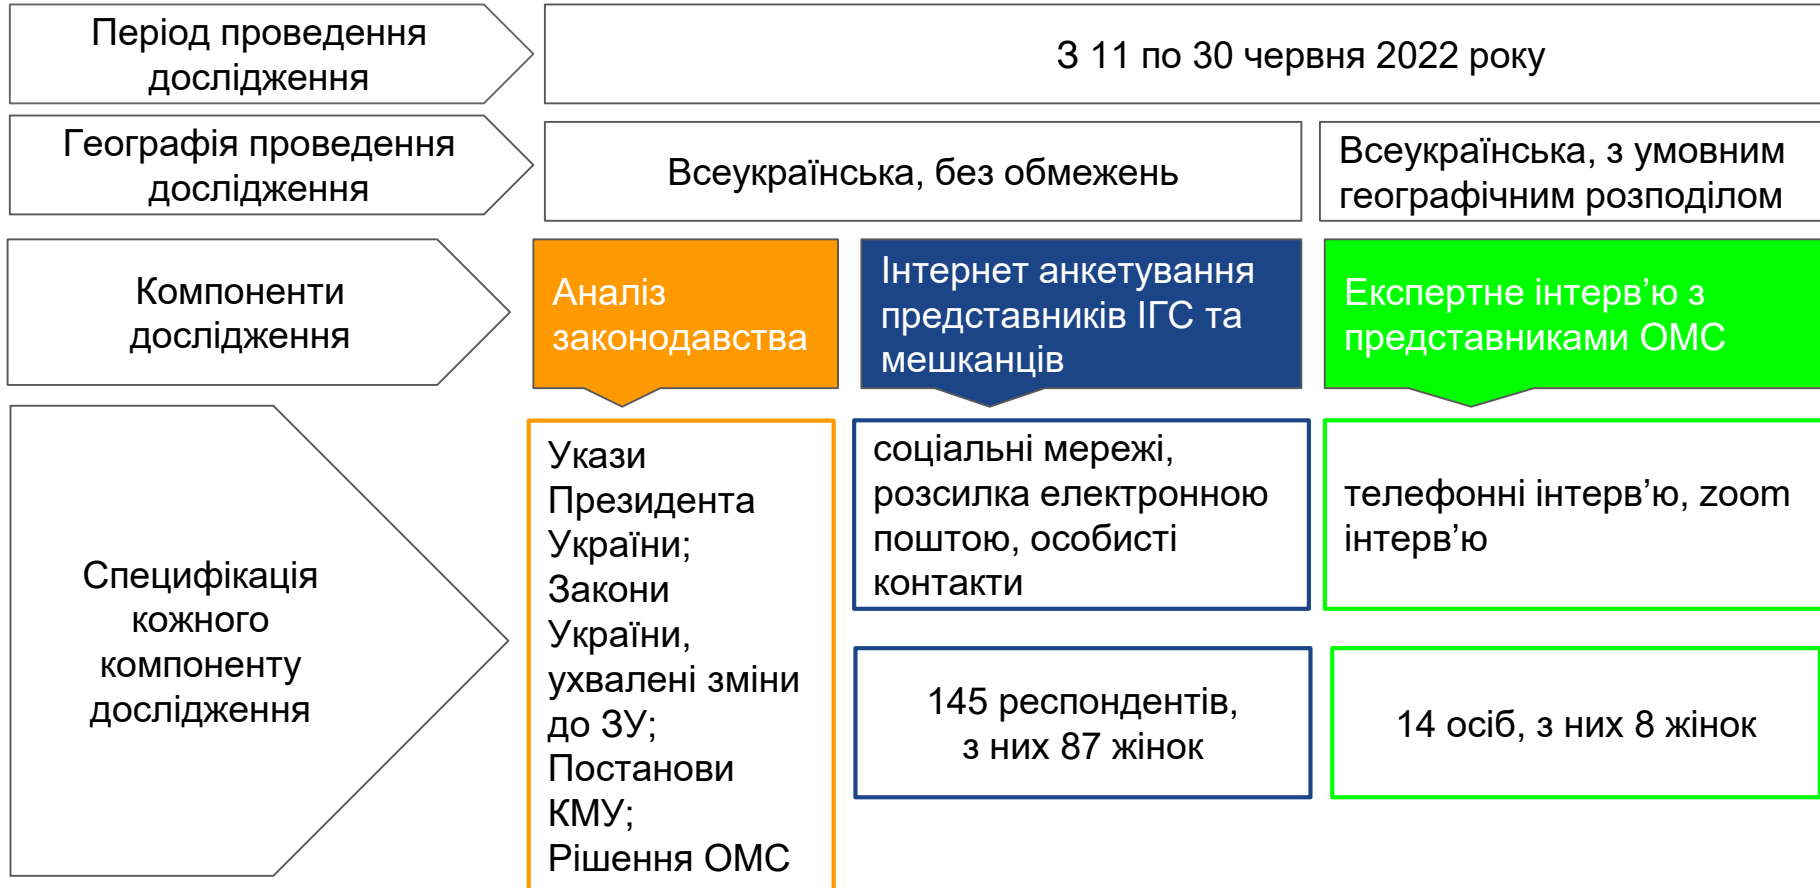 Період проведення
дослідження
З 11 по 30 червня 2022 року
Географія проведення
дослідження
Всеукраїнська, без обмежень
Всеукраїнська, з умовним
географічним розподілом
Компоненти
дослідження
Аналіз
законодавства
Інтернет анкетування
представників ІГС та
мешканців
Експертне інтерв’ю з
представниками ОМС
Специфікація
кожного
компоненту
дослідження
Укази
Президента
України;
Закони
України,
ухвалені зміни
до ЗУ;
Постанови
КМУ;
Рішення ОМС
соціальні мережі,
розсилка електронною
поштою, особисті
контакти
телефонні інтерв’ю, zoom
інтерв’ю
145 респондентів,
з них 87 жінок
14 осіб, з них 8 жінок